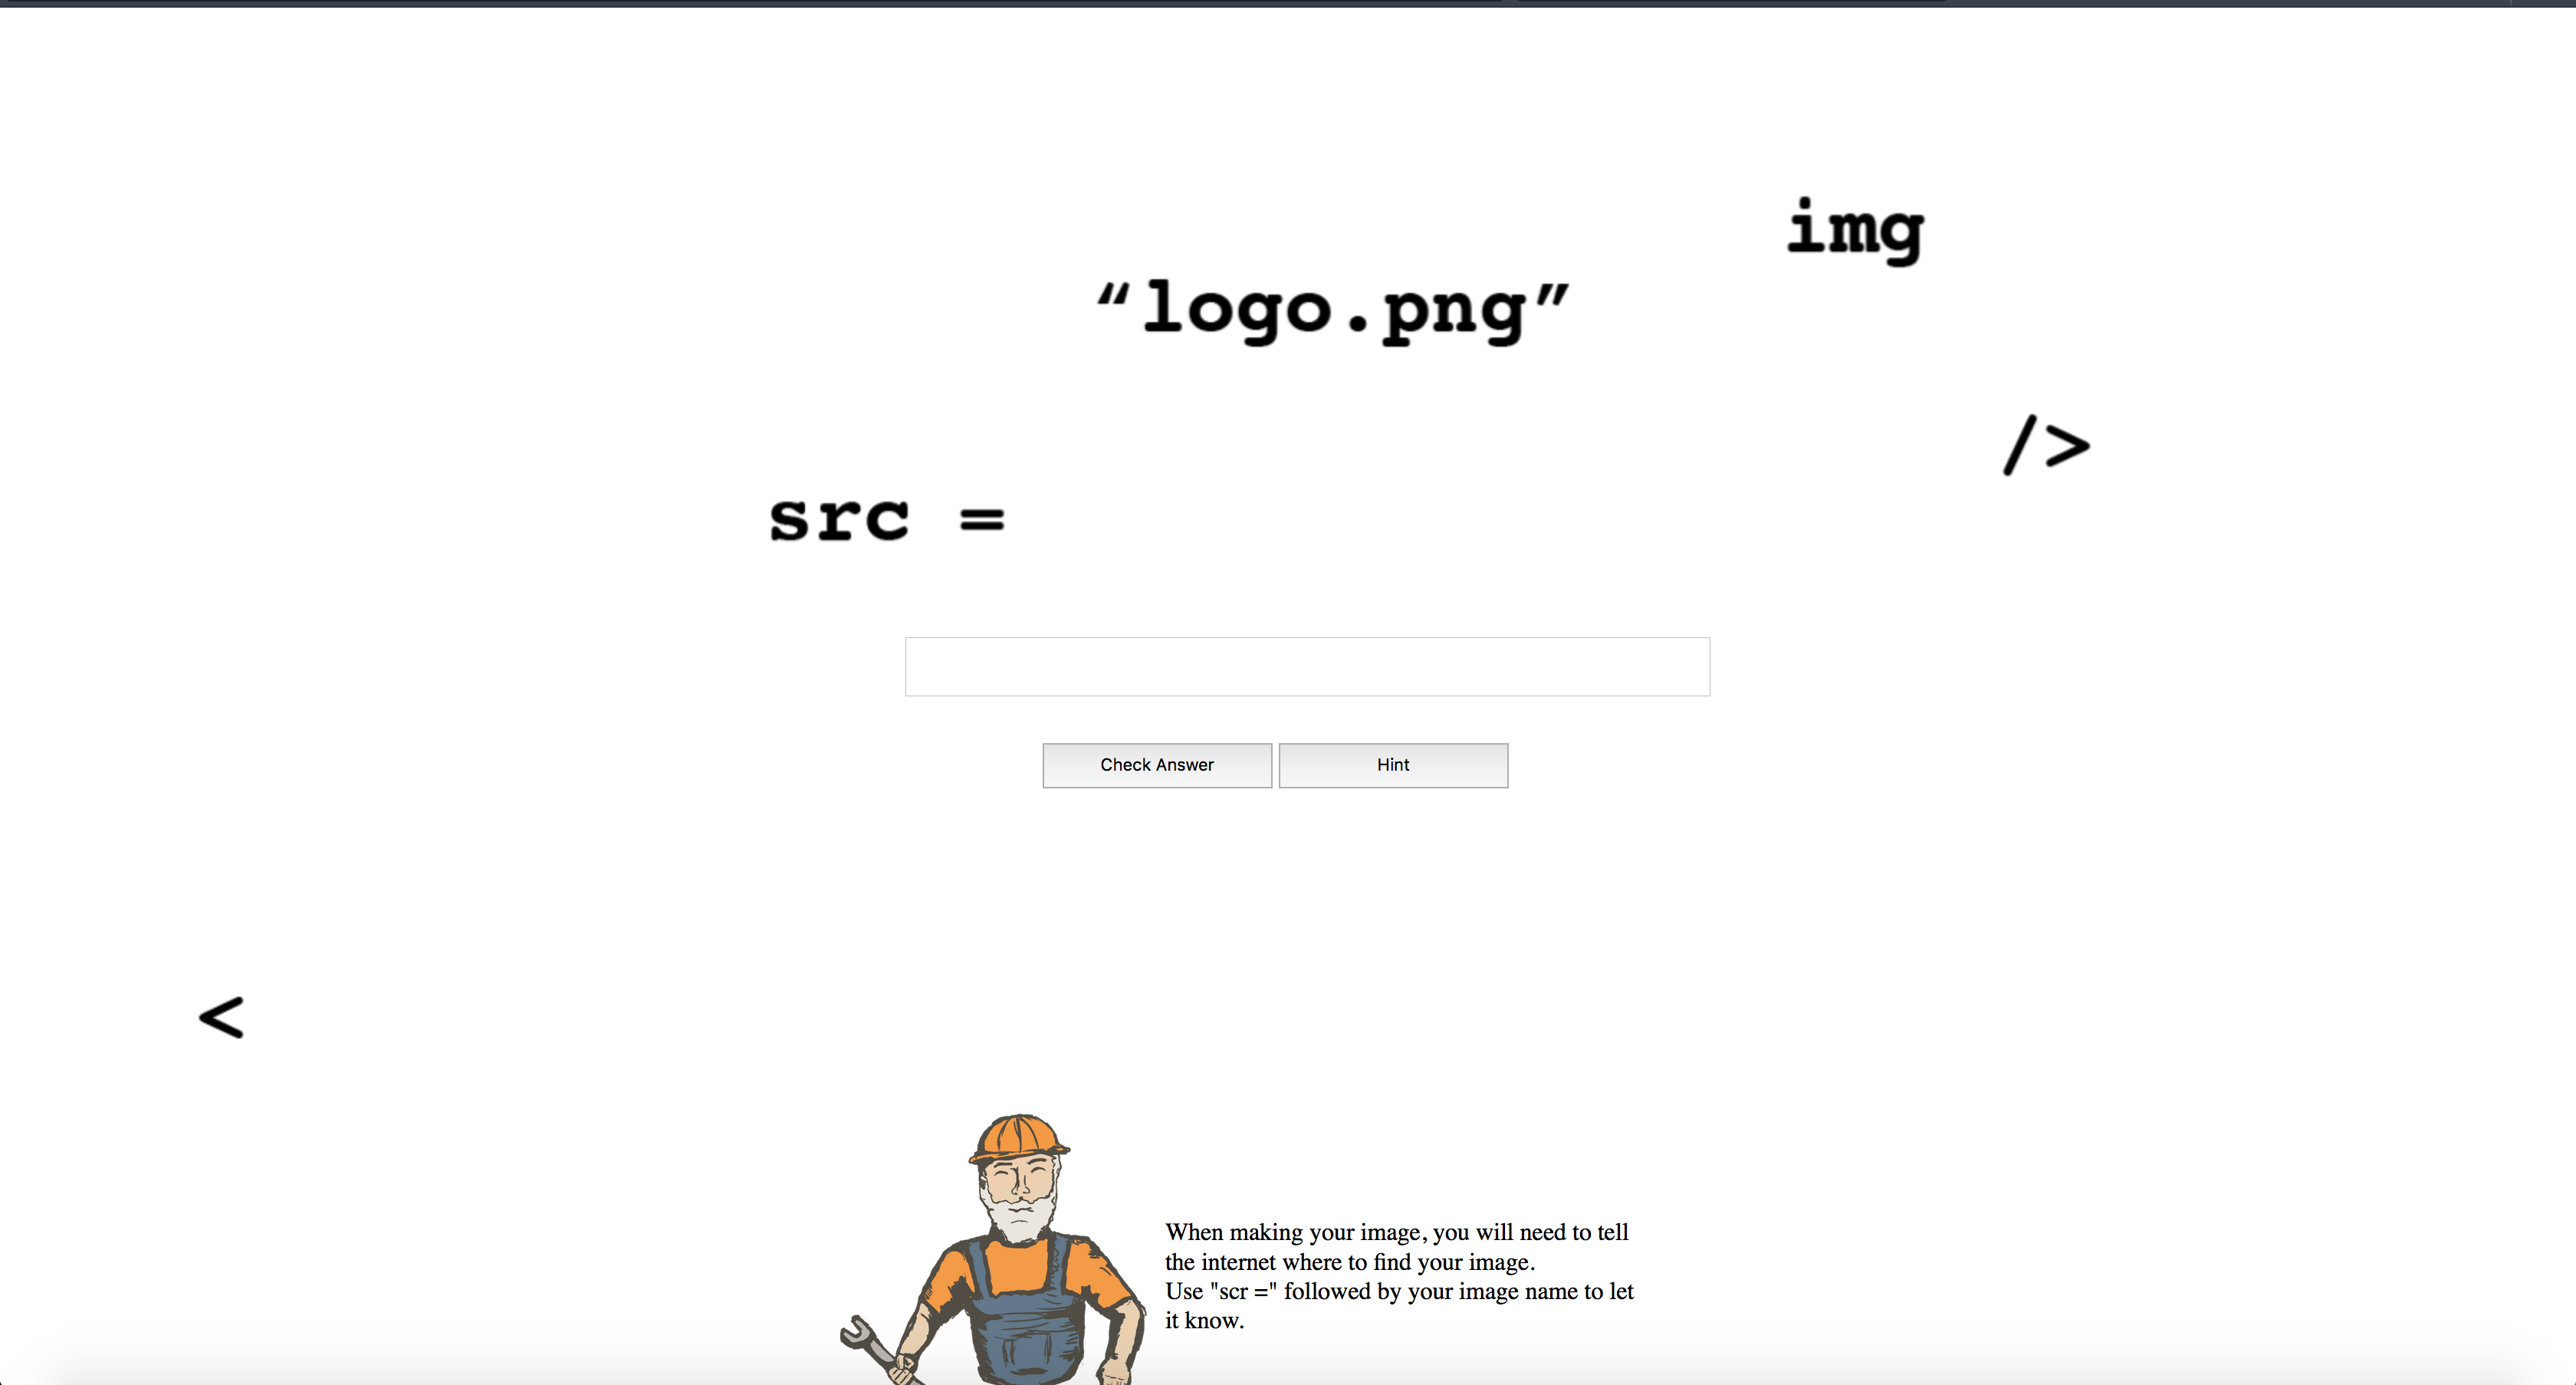 img
“logo.png”
/>
src =
Check Answer
Hint
<
When making your image, you will need to tell
the internet where to find your image.
Use "scr =" followed by your image name to let
it know.